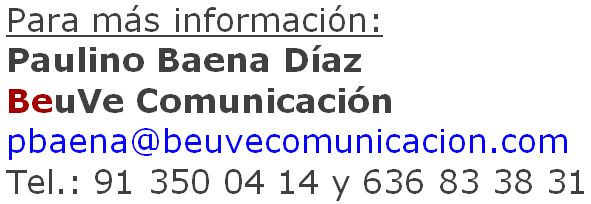 Para más información:
Paulino Baena Díaz
BeuVe Comunicación
pbaena@beuvecomunicacion.com
Tel.: 91 350 04 14 y 636 83 38 31